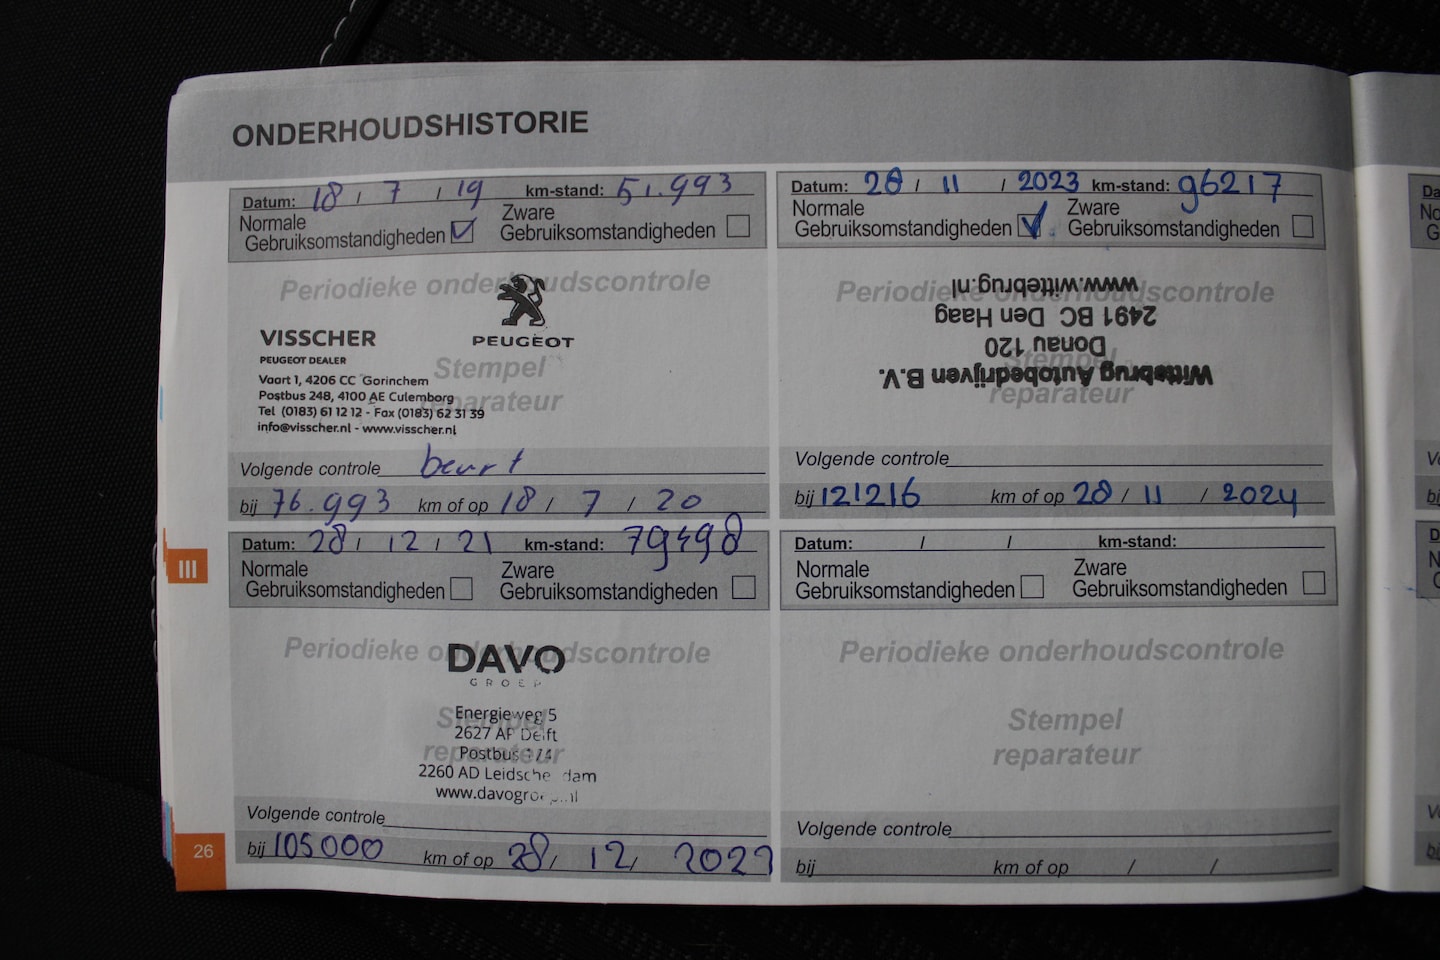 ONDERHOUDSHISTORIE
Datum: 18 / 7 / 19 km-stand: 51.993
Normale Gebruiksomstandigheden
Zware Gebruiksomstandigheden
Periodieke onderhoudscontrole
PEUGEOT
VISSCHER
PEUGEOT DEALER
Stempel
reparateur
Vaart 1, 4206 CC Gorinchem
Postbus 248, 4100 AE Culemborg
Tel (0183) 61 12 12 - Fax (0183) 62 31 39
info@visscher.nl - www.visscher.nl
Volgende controle beurt
bij 76.993 km of op 18 / 7 / 20
Datum: 28 / 12 / 21 km-stand: 79498
Normale Gebruiksomstandigheden
Zware Gebruiksomstandigheden
Periodieke onderhoudscontrole
DAVO
GROEP
Stempel
reparateur
Energieweg 5
2627 AP Delft
Postbus
2260 AD Leidschendam
www.davogroep.nl
Volgende controle
bij 105000 km of op 28 / 12 /
Datum: 28 / 11 / 2023 km-stand: 96217
Normale Gebruiksomstandigheden
Zware Gebruiksomstandigheden
Periodieke onderhoudscontrole
Stempel
reparateur
Wittebrug Autobedrijven B.V.
Donau 120
2491 BC Den Haag
www.wittebrug.nl
Volgende controle
bij 121216 km of op 28 / 11 / 2024
Datum: / / km-stand:
Normale Gebruiksomstandigheden
Zware Gebruiksomstandigheden
Periodieke onderhoudscontrole
Stempel
reparateur
Volgende controle
bij km of op / /
III
26